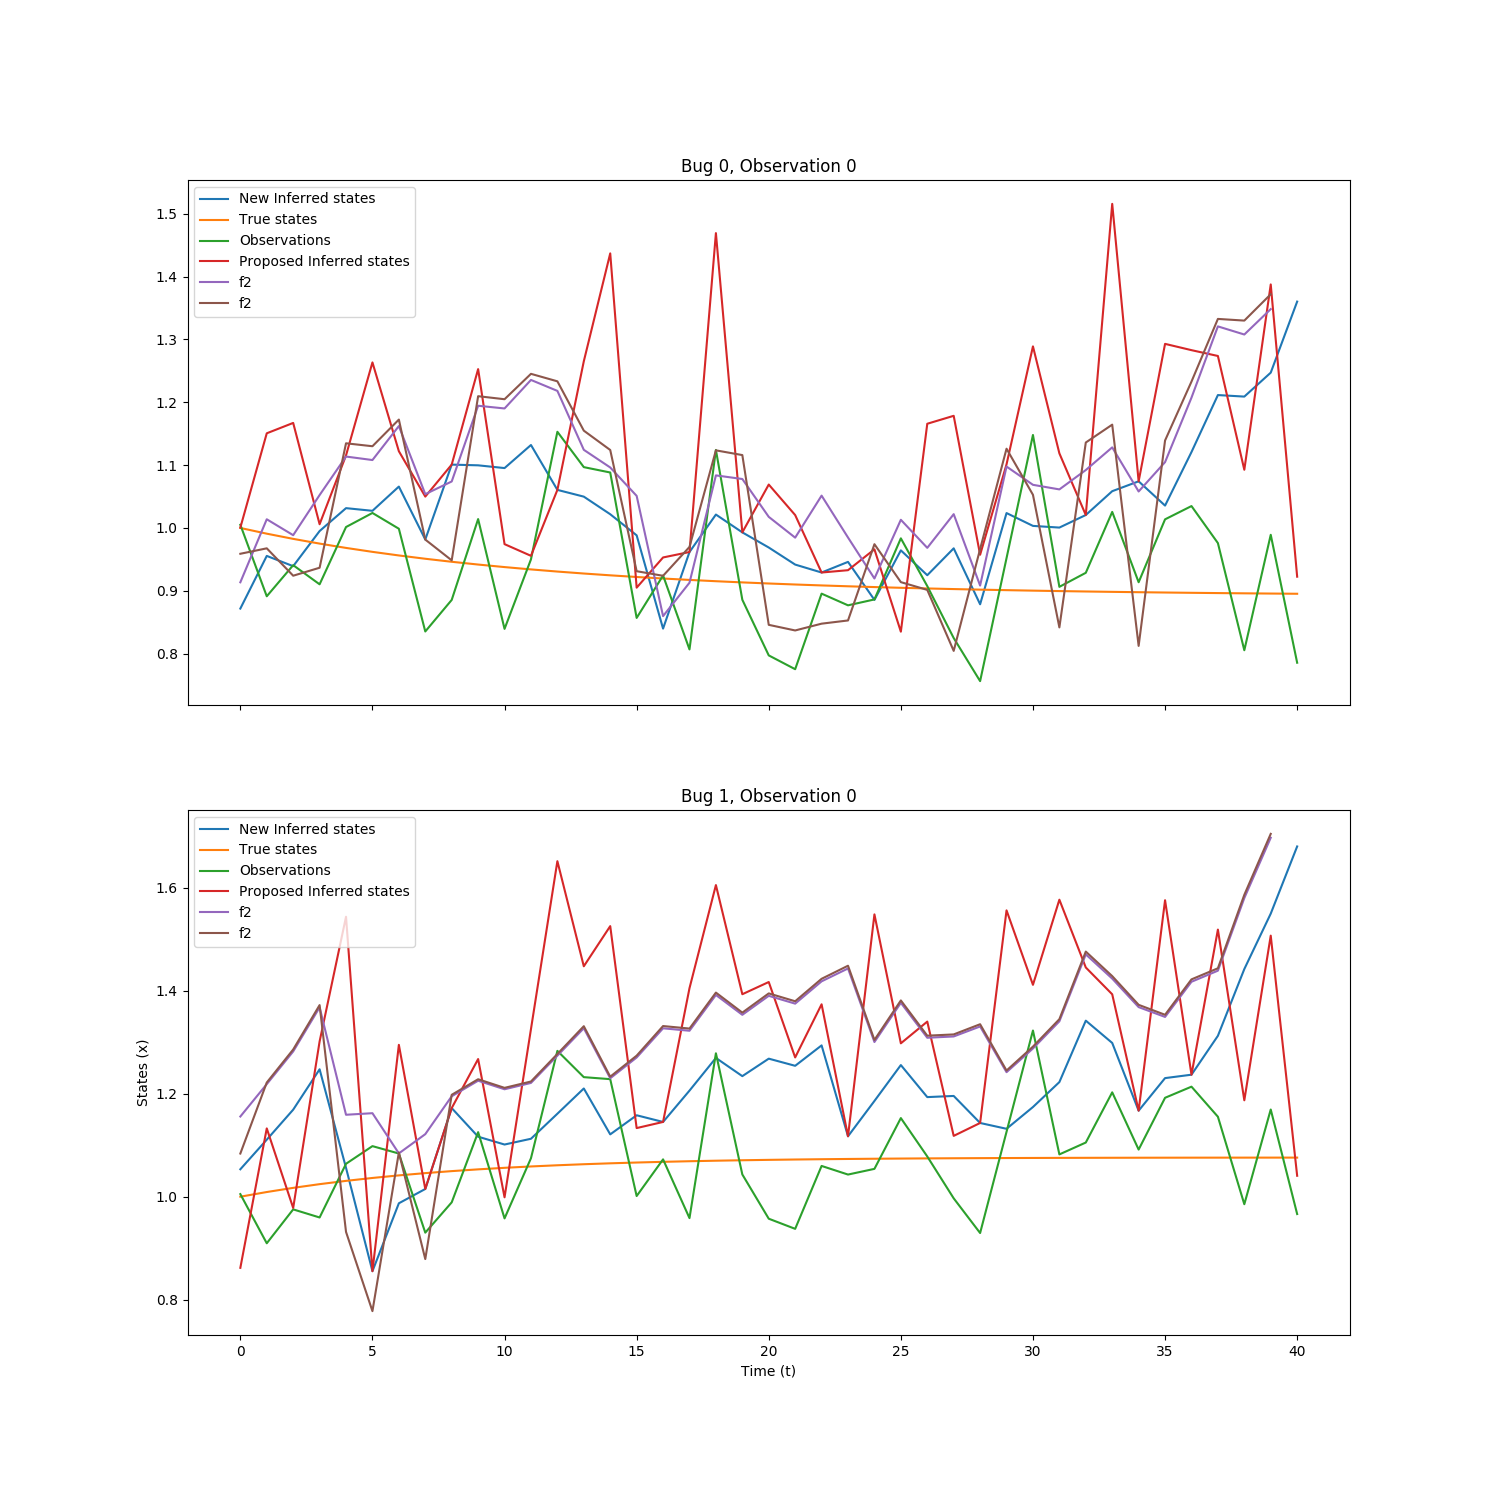 Bug 0, Observation 0
New Inferred states
True states
Observations
Proposed Inferred states
f2
f2
1.5
1.4
1.3
1.2
1.1
1.0
0.9
0.8
Bug 1, Observation 0
New Inferred states
True states
Observations
Proposed Inferred states
f2
f2
1.6
1.4
1.2
1.0
0.8
States (x)
0 5 10 15 20 25 30 35 40
Time (t)